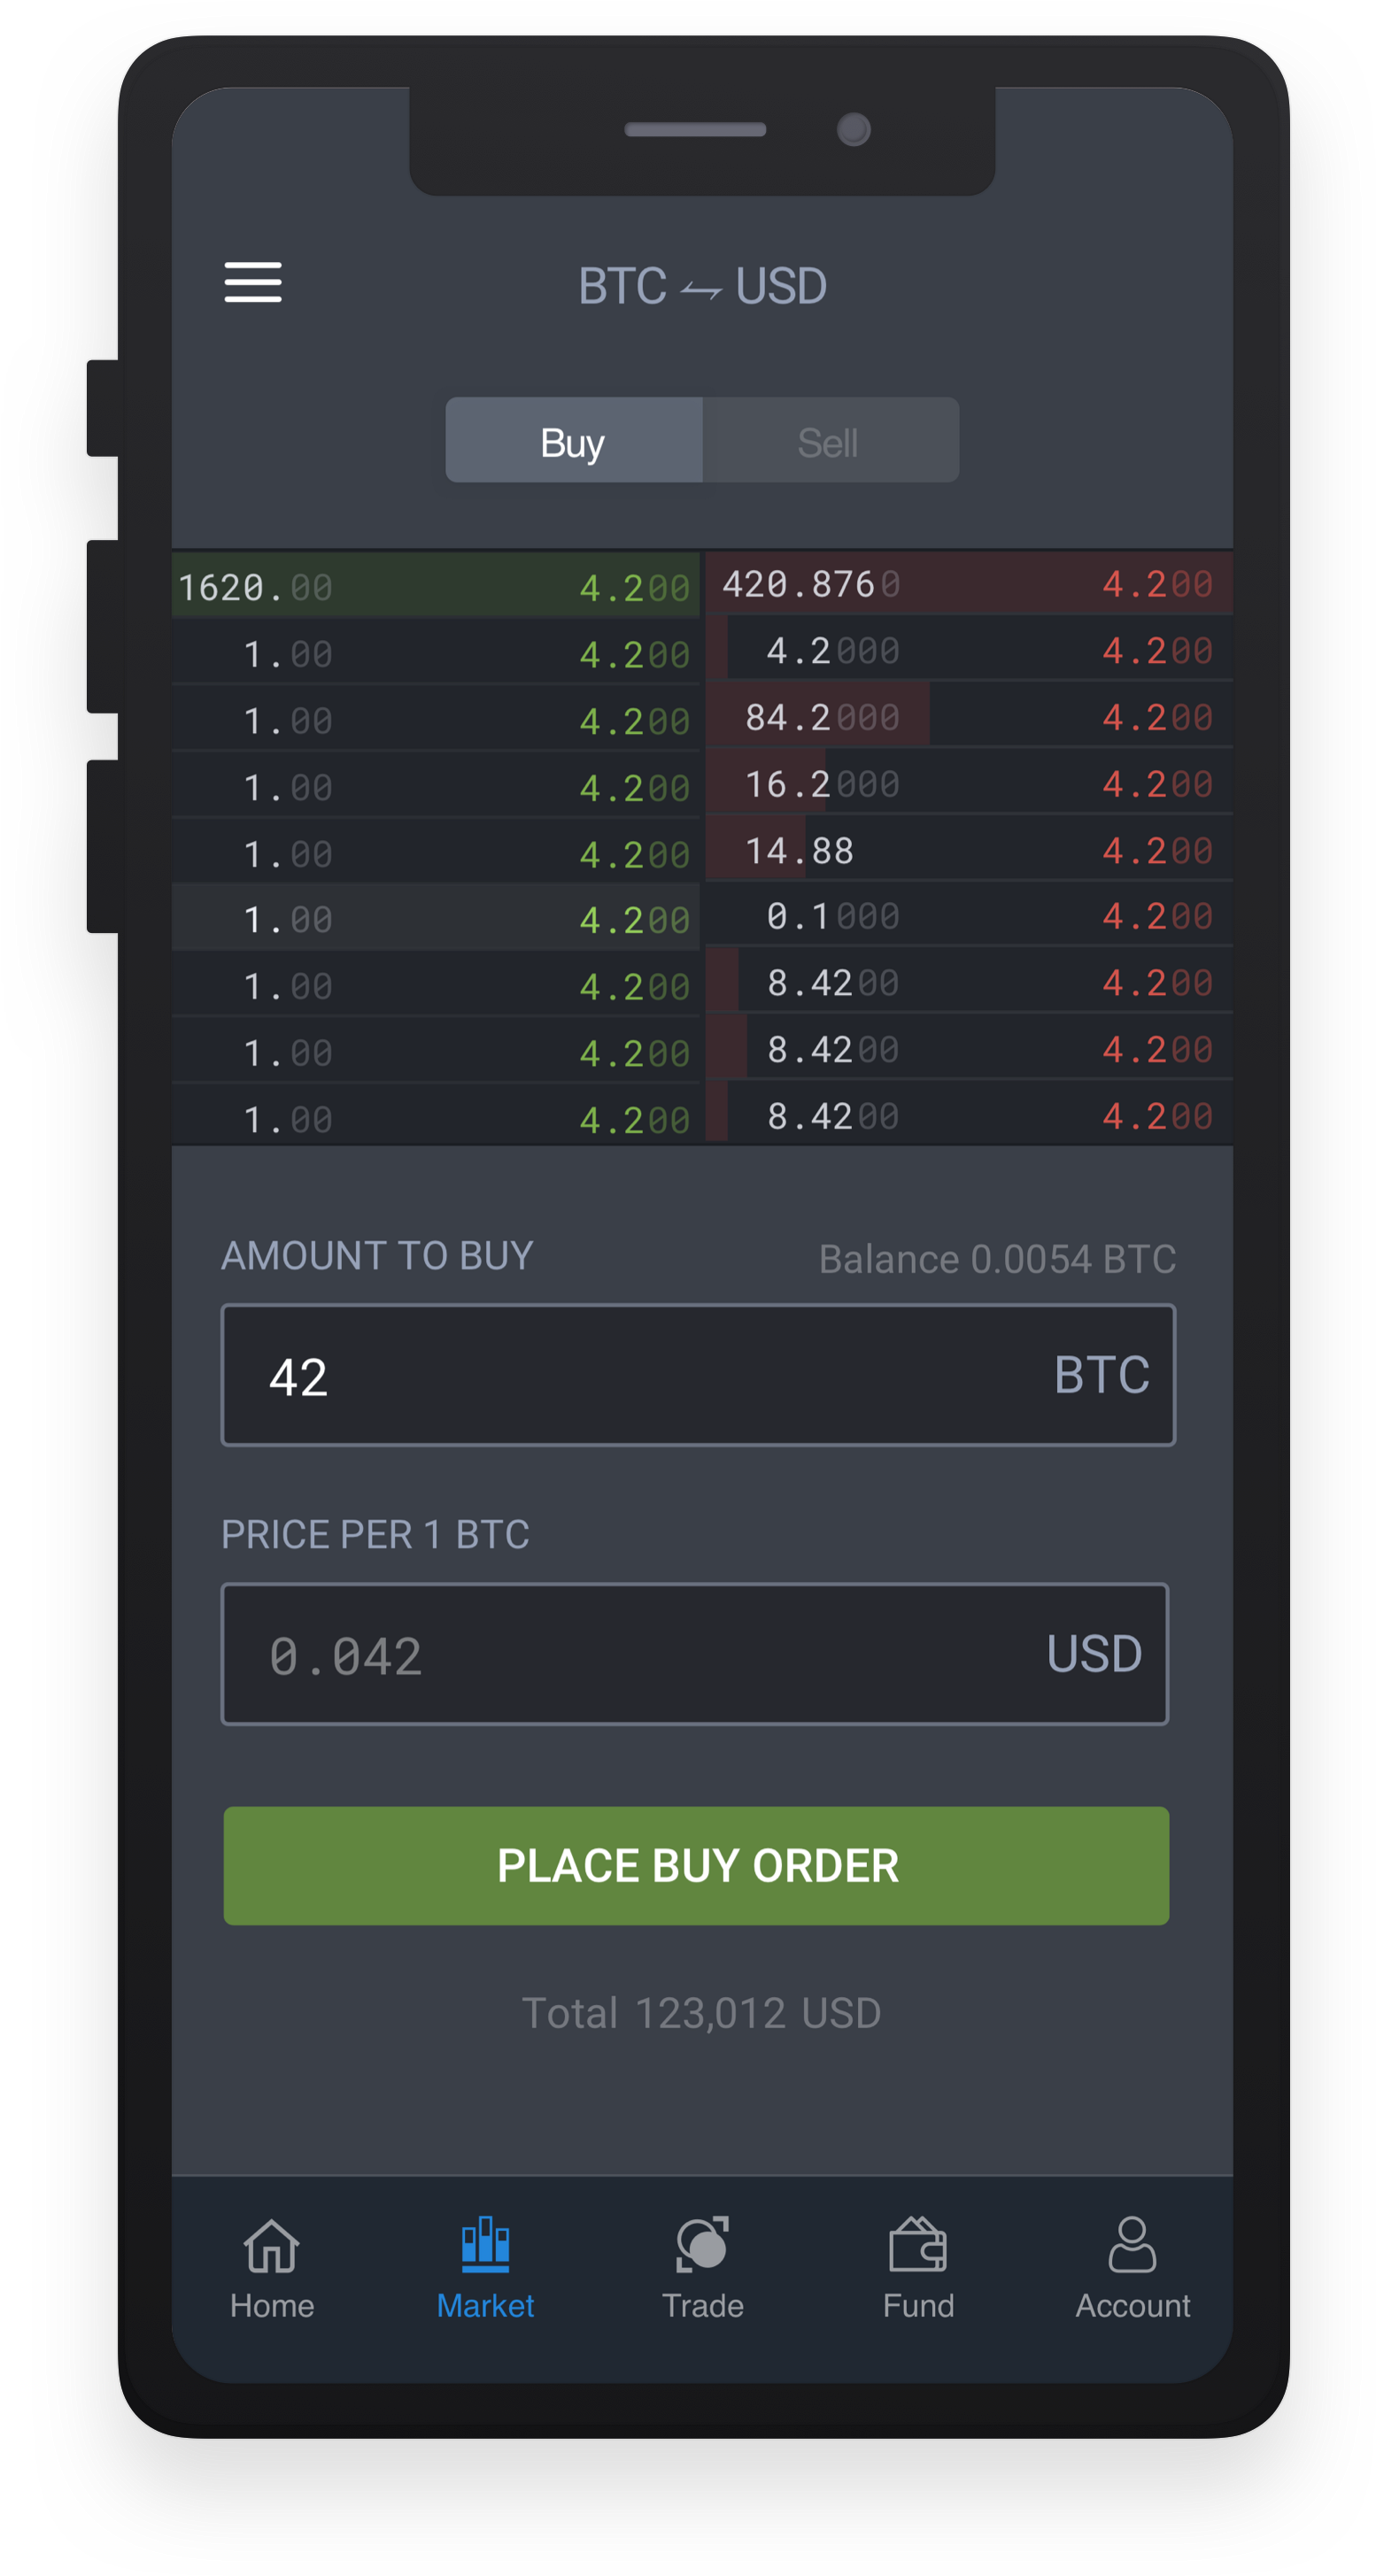 BTC ⇋ USD
Buy Sell
1620.00 4.200 420.8760 4.200
1.00 4.200 4.2000 4.200
1.00 4.200 84.2000 4.200
1.00 4.200 16.2000 4.200
1.00 4.200 14.88 4.200
1.00 4.200 0.1000 4.200
1.00 4.200 8.4200 4.200
1.00 4.200 8.4200 4.200
1.00 4.200 8.4200 4.200
AMOUNT TO BUY Balance 0.0054 BTC
42 BTC
PRICE PER 1 BTC
0.042 USD
PLACE BUY ORDER
Total 123,012 USD
Home Market Trade Fund Account